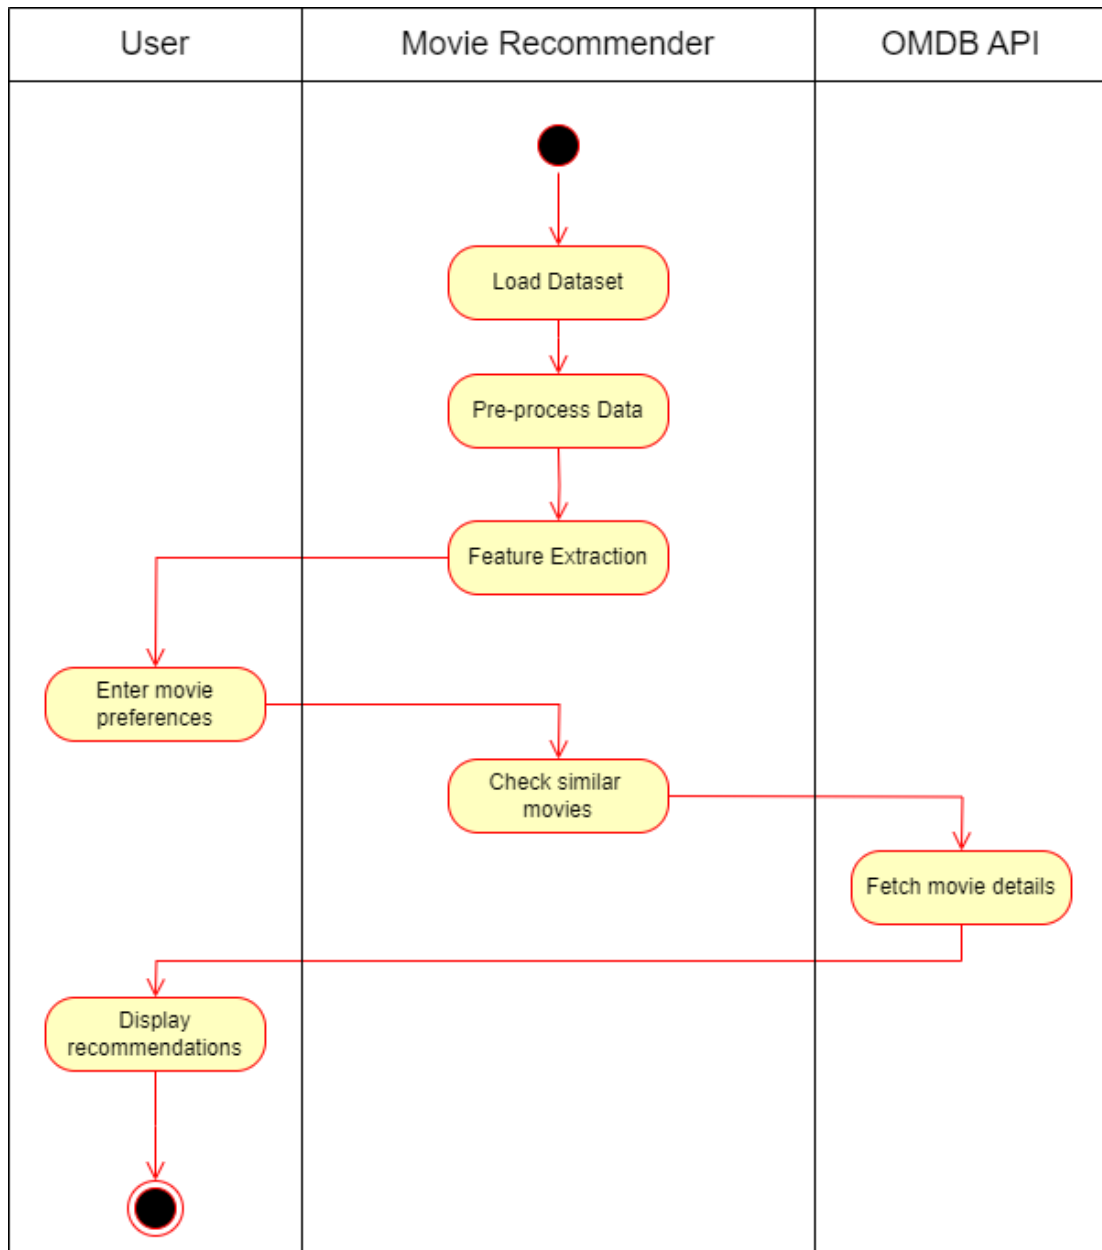 User
Movie Recommender
OMDB API
Load Dataset
Pre-process Data
Feature Extraction
Enter movie
preferences
Check similar
movies
Fetch movie details
Display
recommendations